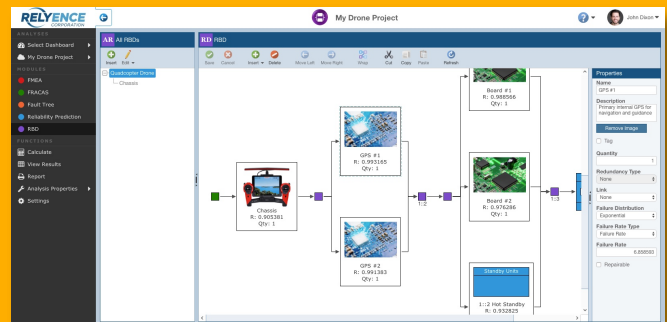 RELYENCE
CORPORATION
My Drone Project
John Dixon
ANALYSES
Select Dashboard
My Drone Project
MODULES
FMEA
FRACAS
Fault Tree
Reliability Prediction
RBD
FUNCTIONS
Calculate
View Results
Report
Analysis Properties
Settings
AR All RBDs
Insert Edit
Quadcopter Drone
Chassis
RD RBD
Save Cancel Insert Delete Move Left Move Right Wrap Cut Copy Paste Refresh
Board #1
R: 0.988566
Qty: 1
GPS #1
R: 0.993165
Qty: 1
Chassis
R: 0.905381
Qty: 1
1:2
Board #2
R: 0.976286
Qty: 1
1:3
GPS #2
R: 0.991383
Qty: 1
Standby Units
1::2 Hot Standby
R: 0.932825
Properties
Name
GPS #1
Description
Primary internal GPS for
navigation and guidance
Remove Image
Tag
Quantity
1
Redundancy Type
None
Link
None
Failure Distribution
Exponential
Failure Rate Type
Failure Rate
Failure Rate
6.858500
Repairable